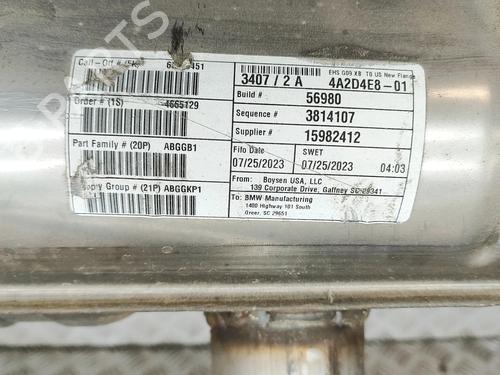 Call-Off # (5K)
451
Order # (1S)
4665129
Part Family # (20P) ABGGB1
Supply Group # (21P) ABGGKP1
EHS G09 XB TO US New Flange
3407 / 2 A 4A2D4E8-01
Build # 56980
Sequence # 3814107
Supplier # 15982412
Fifo Date SWET
07/25/2023 07/25/2023 04:03
From: Boysen USA, LLC
139 Corporate Drive, Gaffney SC 29341
To: BMW Manufacturing
1400 Highway 101 South
Greer, SC 29651
PARTS